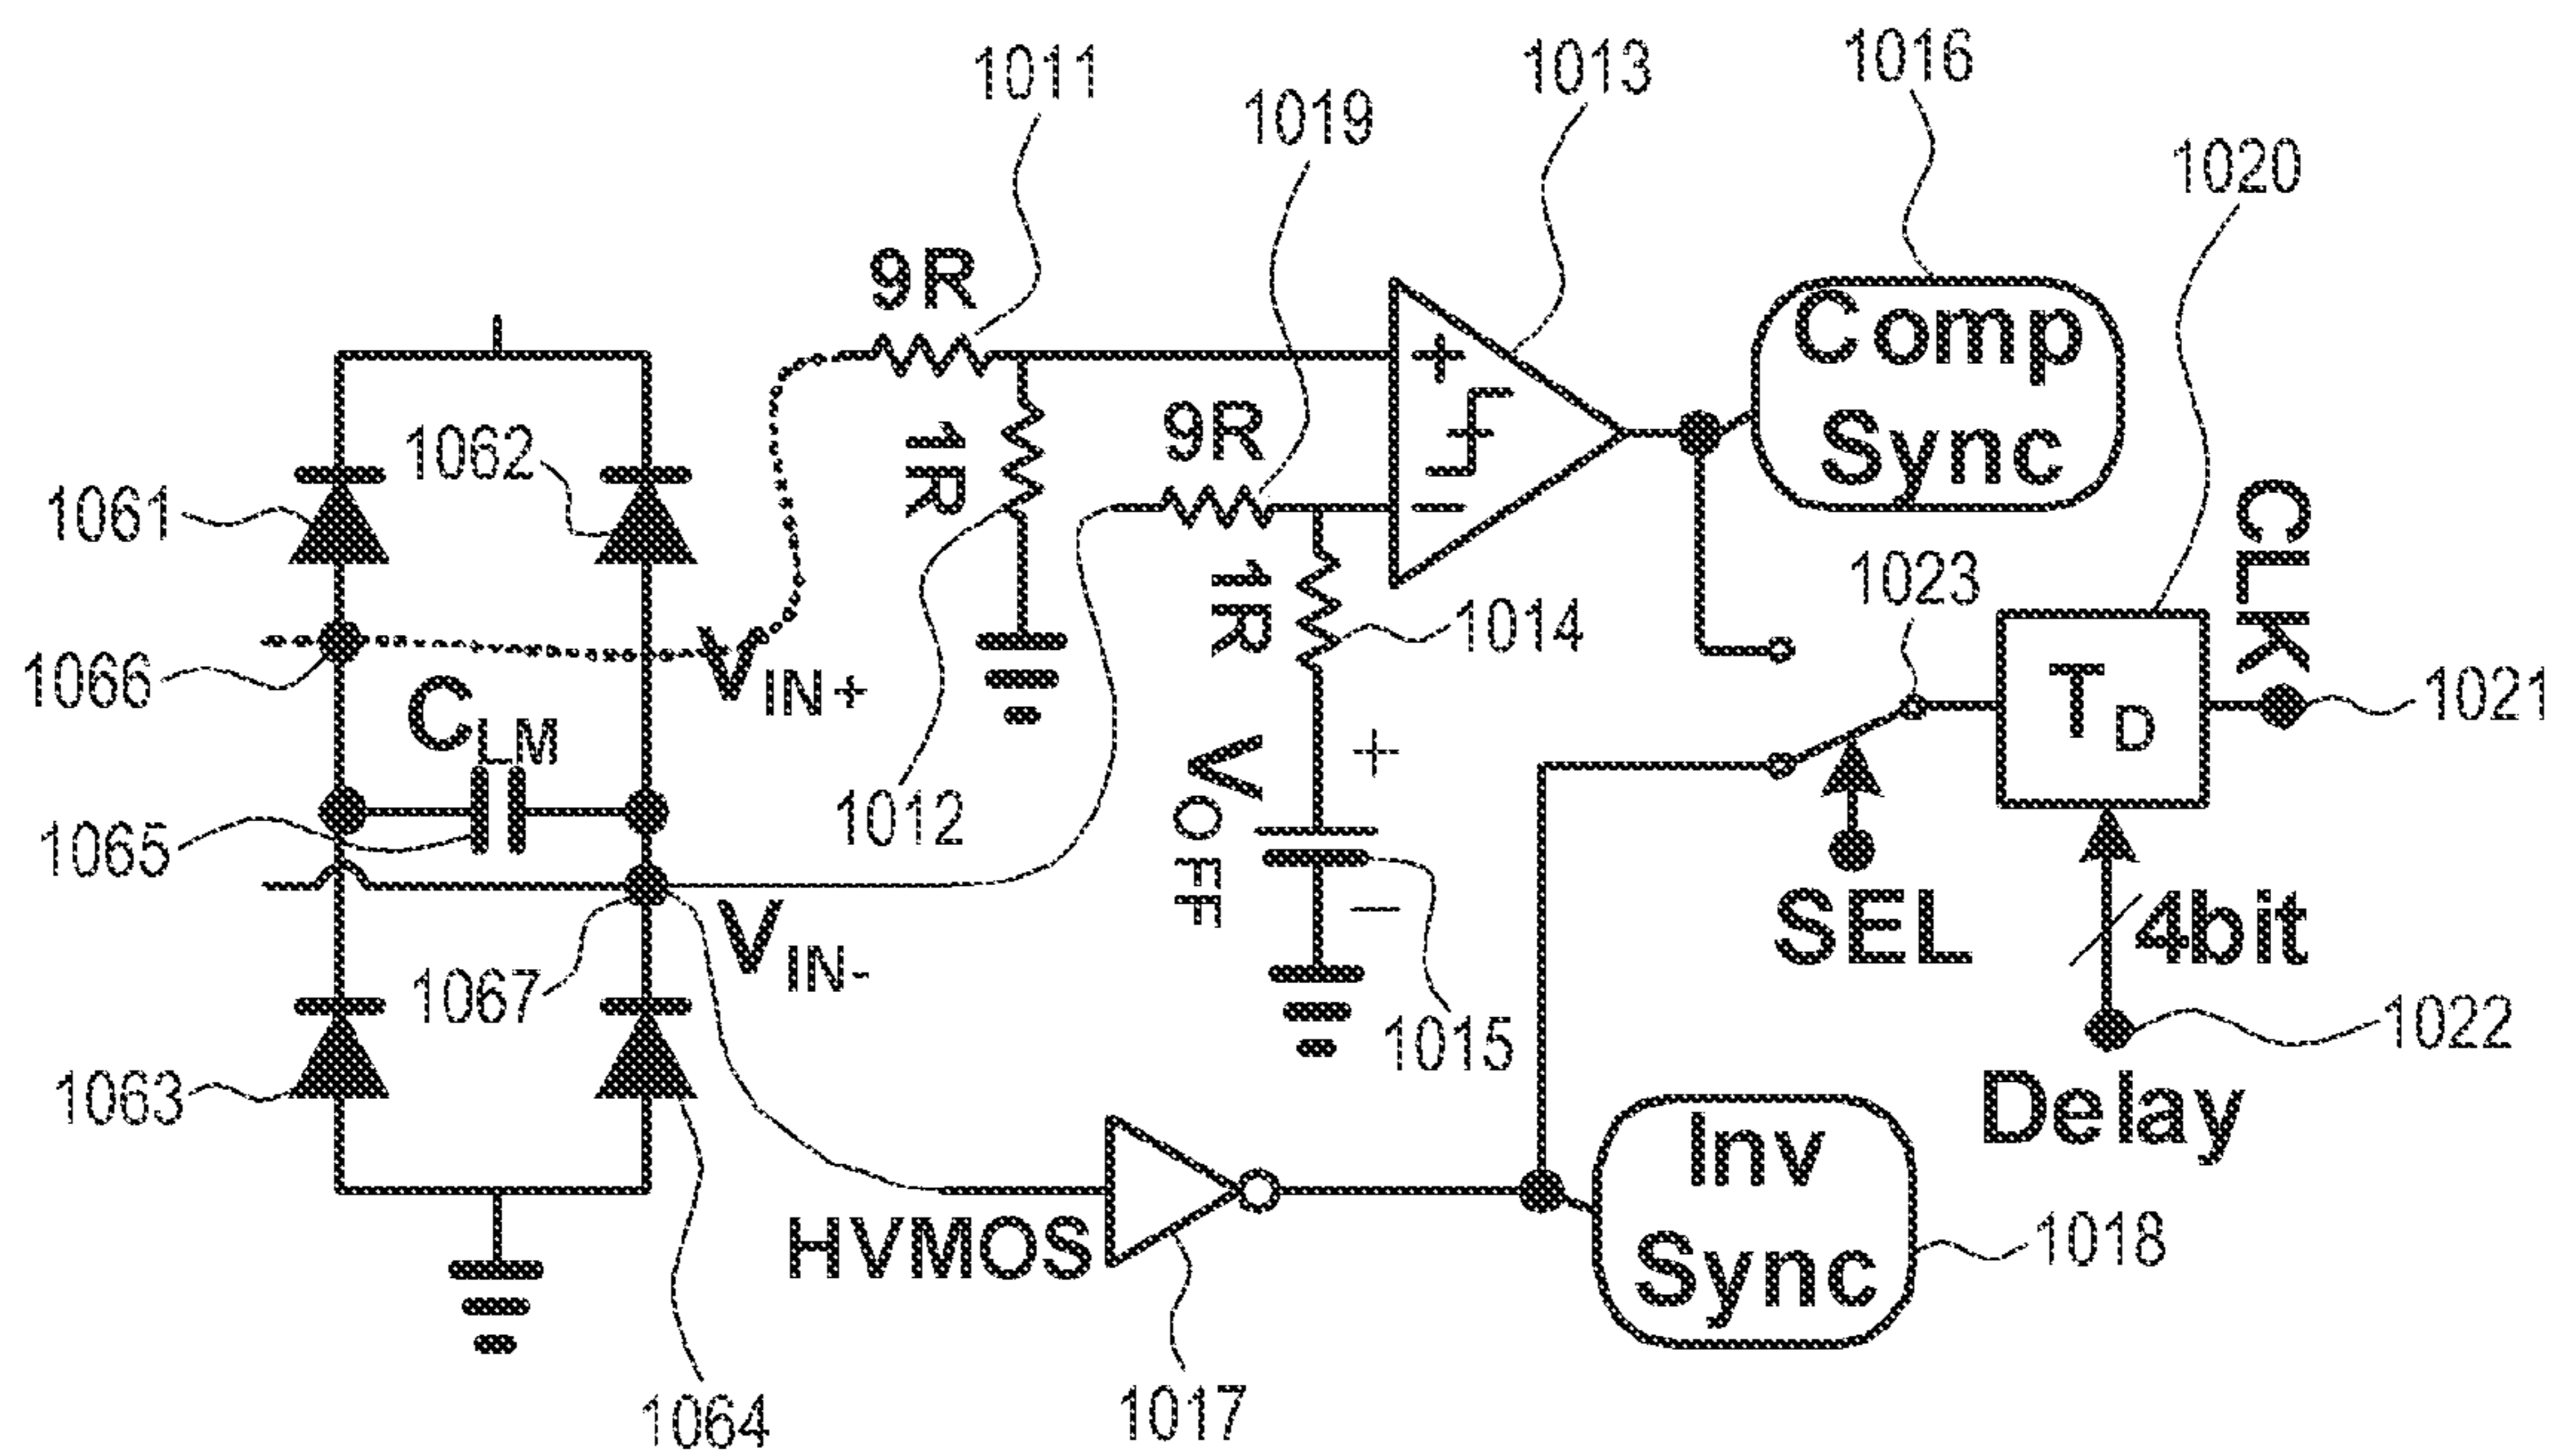 1011
1019
1013
1016
1020
9R
Comp
Sync
+
1R
9R
−
1061
1062
1R
1014
1023
CLK
1066
VIN+
CLM
TD
1021
1065
1012
VOFF
+
−
SEL
4bit
1067
VIN-
1015
1022
Delay
1063
HVMOS
Inv
Sync
1018
1064
1017